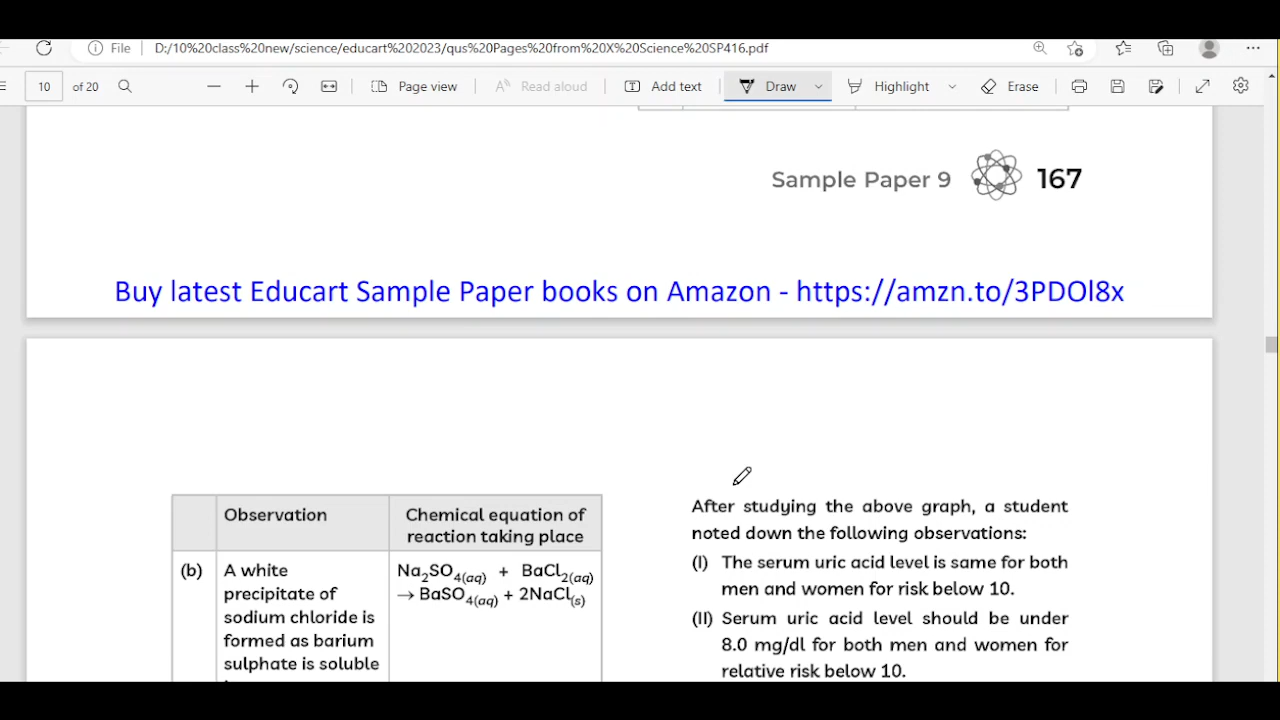 File
D:/10%20class%20new/science/educart%202023/qus%20Pages%20from%20X%20Science%20SP416.pdf
10 of 20
Page view
Read aloud
Add text
Draw
Highlight
Erase
Sample Paper 9 167
Buy latest Educart Sample Paper books on Amazon - https://amzn.to/3PDOl8x
Observation
Chemical equation of
reaction taking place
(b)
A white
precipitate of
sodium chloride is
formed as barium
sulphate is soluble
Na₂SO₄(aq) + BaCl₂(aq)
→ BaSO₄(aq) + 2NaCl(s)
After studying the above graph, a student
noted down the following observations:
(I) The serum uric acid level is same for both
men and women for risk below 10.
(II) Serum uric acid level should be under
8.0 mg/dl for both men and women for
relative risk below 10.